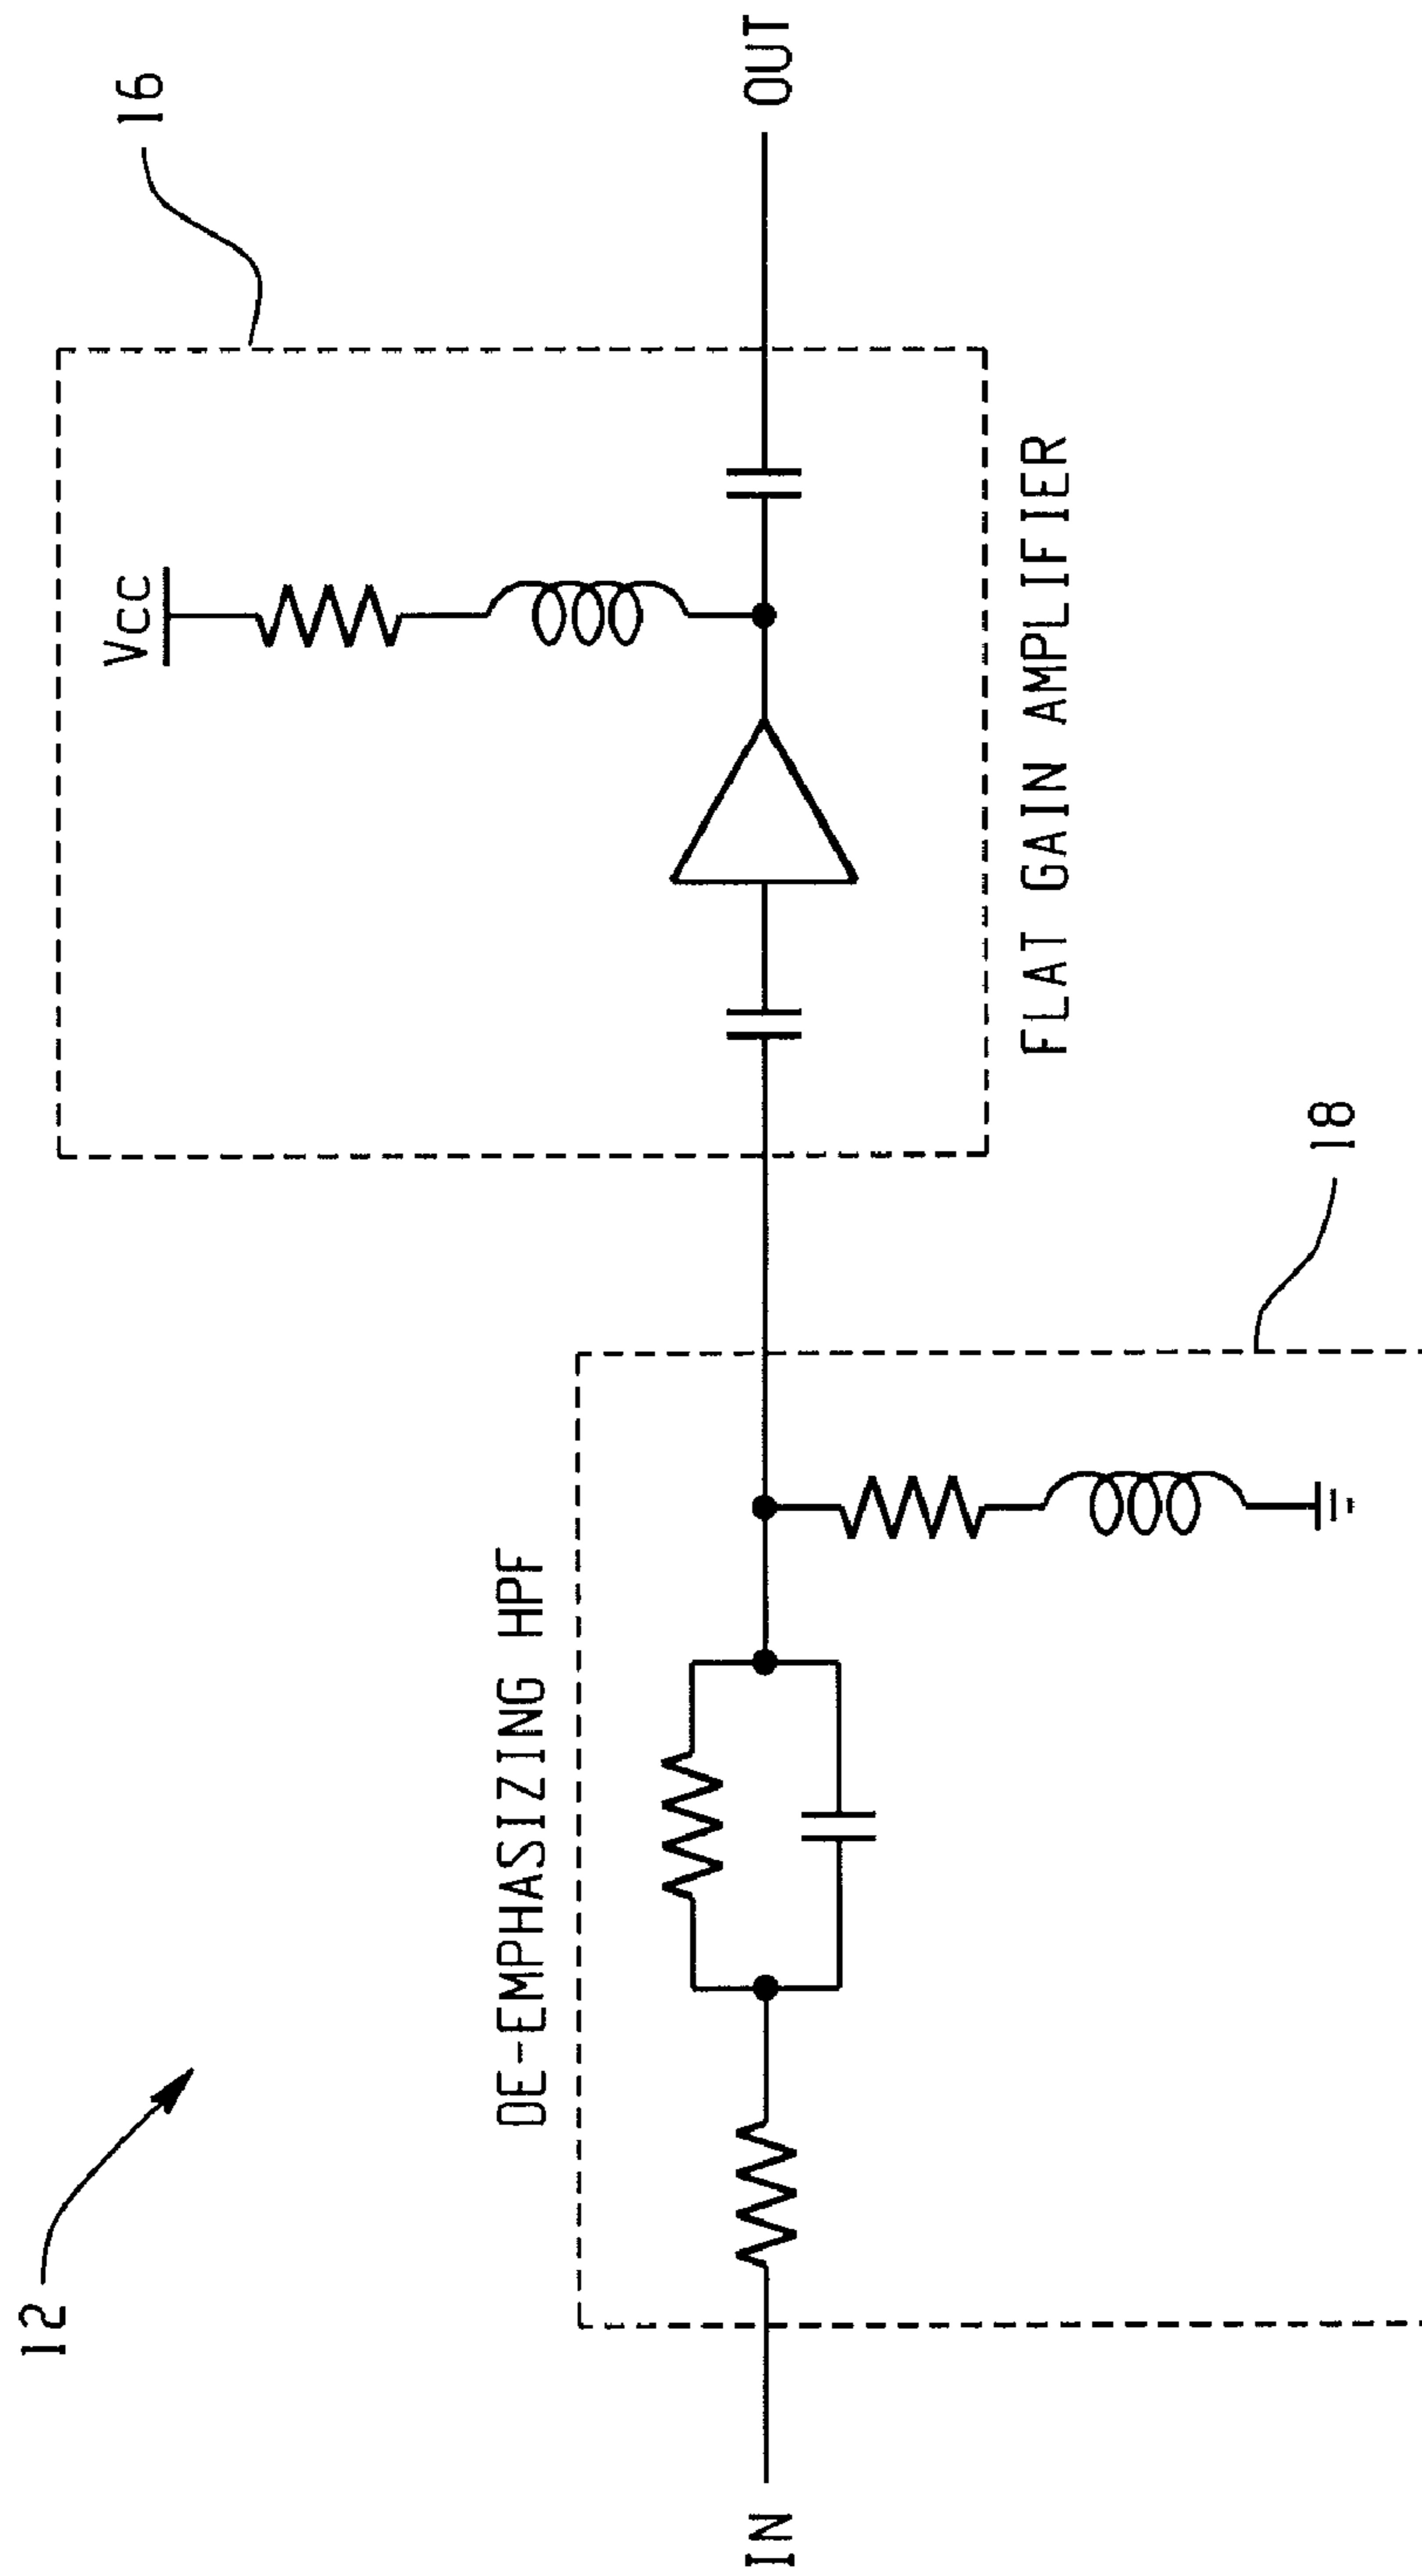 12
16
Vcc
DE-EMPHASIZING HPF
IN
OUT
FLAT GAIN AMPLIFIER
18